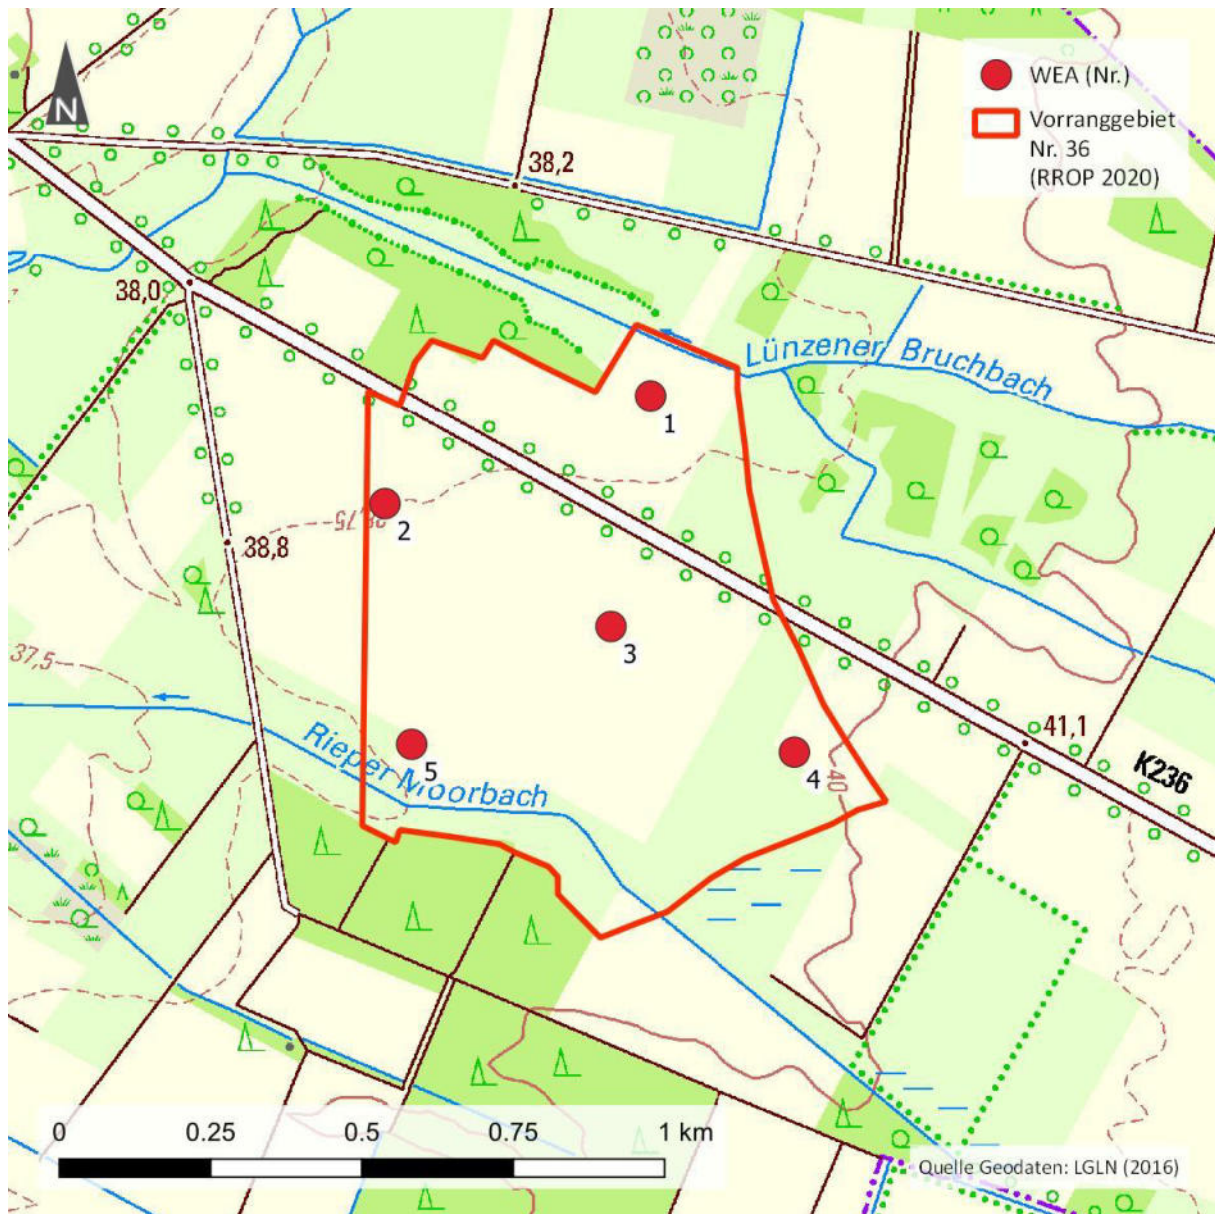 N
WEA (Nr.)
Vorranggebiet
Nr. 36
(RROP 2020)
38,2
38,0
Lünzener Bruchbach
1
2
38,75
38,8
3
37,5
41,1
K236
Rieper Moorbach
5
4
40
0 0.25 0.5 0.75 1 km
Quelle Geodaten: LGLN (2016)